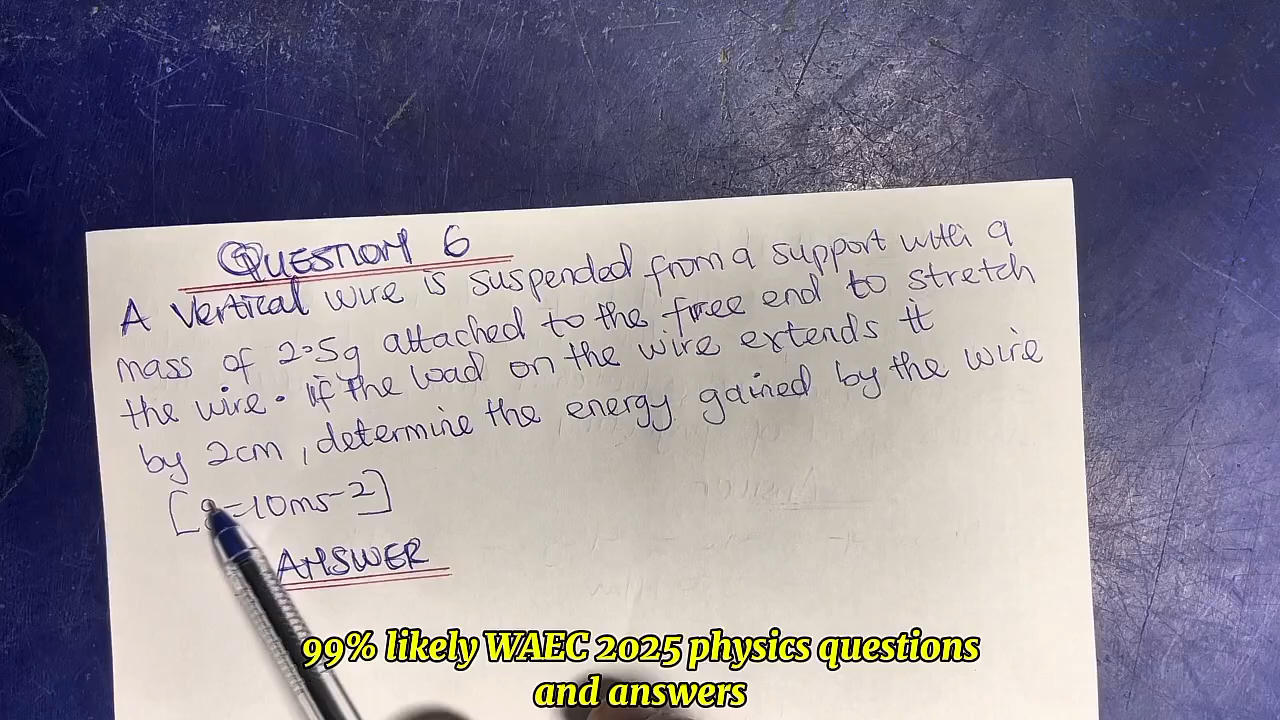 QUESTION 6
A vertical wire is suspended from a support with a
mass of 2.5g attached to the free end to stretch
the wire. If the load on the wire extends it
by 2cm, determine the energy gained by the wire
[g=10ms-2]
ANSWER
99% likely WAEC 2025 physics questions
and answers